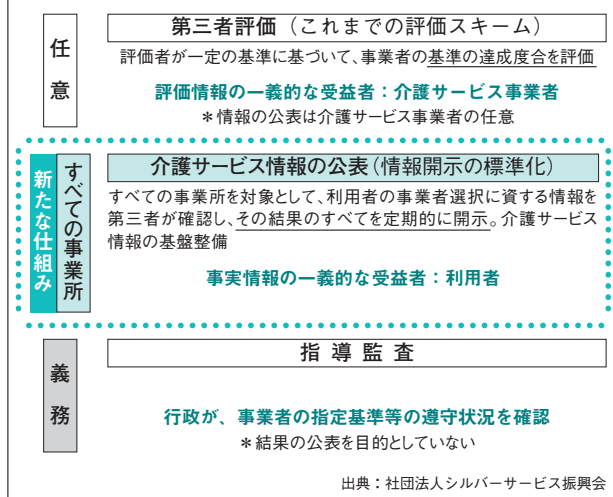 任意
第三者評価（これまでの評価スキーム）
評価者が一定の基準に基づいて、事業者の基準の達成度合を評価
評価情報の一義的な受益者：介護サービス事業者
＊情報の公表は介護サービス事業者の任意
新たな仕組み
すべての事業所
介護サービス情報の公表（情報開示の標準化）
すべての事業所を対象として、利用者の事業者選択に資する情報を
第三者が確認し、その結果のすべてを定期的に開示。介護サービス
情報の基盤整備
事実情報の一義的な受益者：利用者
義務
指導監査
行政が、事業者の指定基準等の遵守状況を確認
＊結果の公表を目的としていない
出典：社団法人シルバーサービス振興会